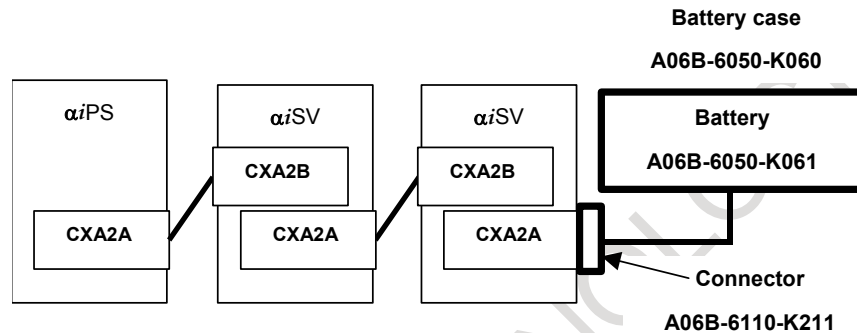 Battery case
A06B-6050-K060
αiPS
αiSV
αiSV
Battery
A06B-6050-K061
CXA2B
CXA2B
CXA2A
CXA2A
CXA2A
Connector
A06B-6110-K211